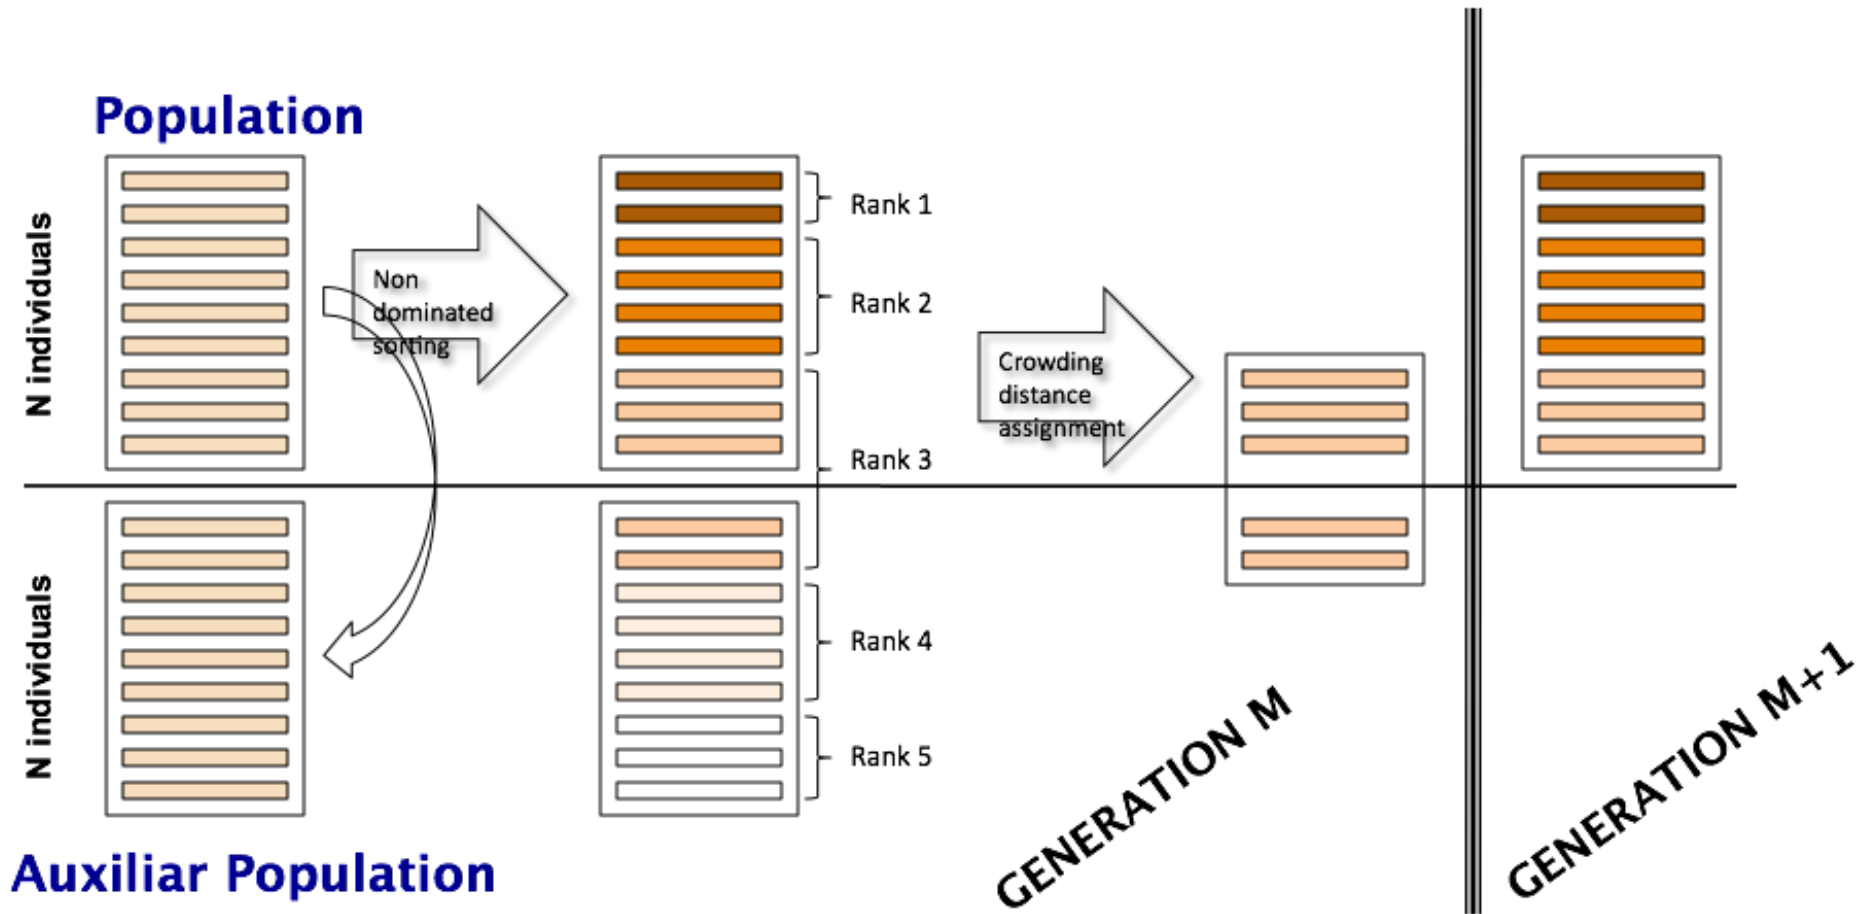 Population
N individuals
Non
dominated
sorting
Rank 1
Rank 2
Rank 3
Crowding
distance
assignment
N individuals
Rank 4
Rank 5
Auxiliar Population
GENERATION M
GENERATION M+1